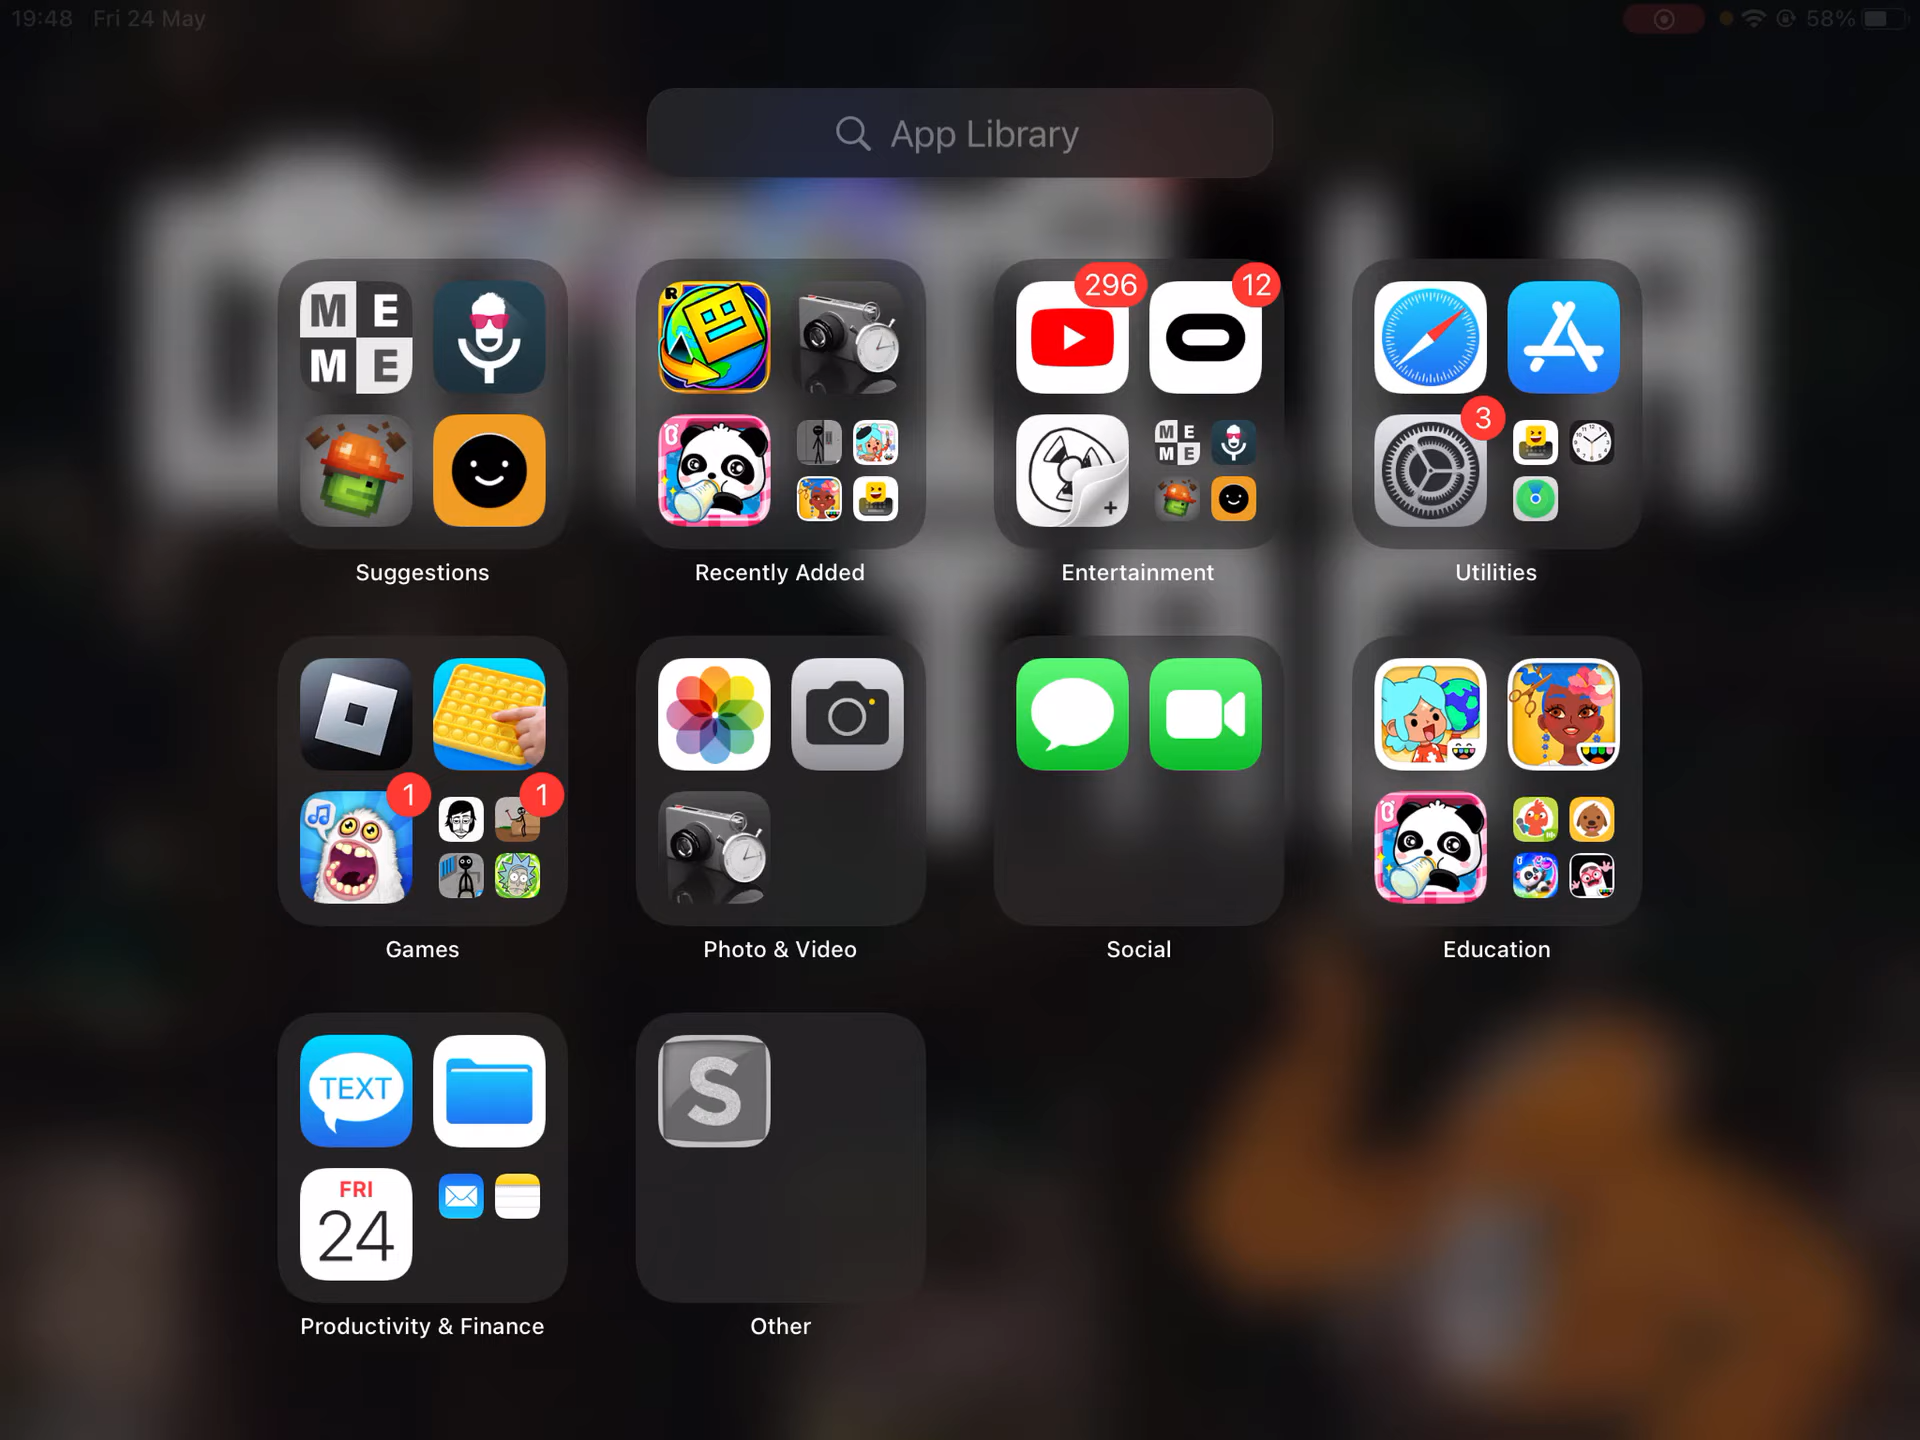 19:48 Fri 24 May
58%
App Library
M E
M E
R
296
12
3
M E
M E
Suggestions
Recently Added
Entertainment
Utilities
1
1
Games
Photo & Video
Social
Education
TEXT
S
FRI
24
Productivity & Finance
Other